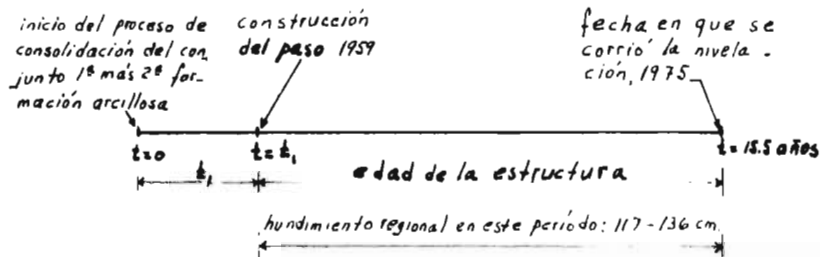 inicio del proceso de
consolidación del con
junto 1ª más 2ª for-
mación arcillosa
construcción
del paso 1959
fecha en que se
corrió la nivela -
ción, 1975
t=0
t=t₁
t=15.5 años
t₁
edad de la estructura
hundimiento regional en este período: 117-136 cm.